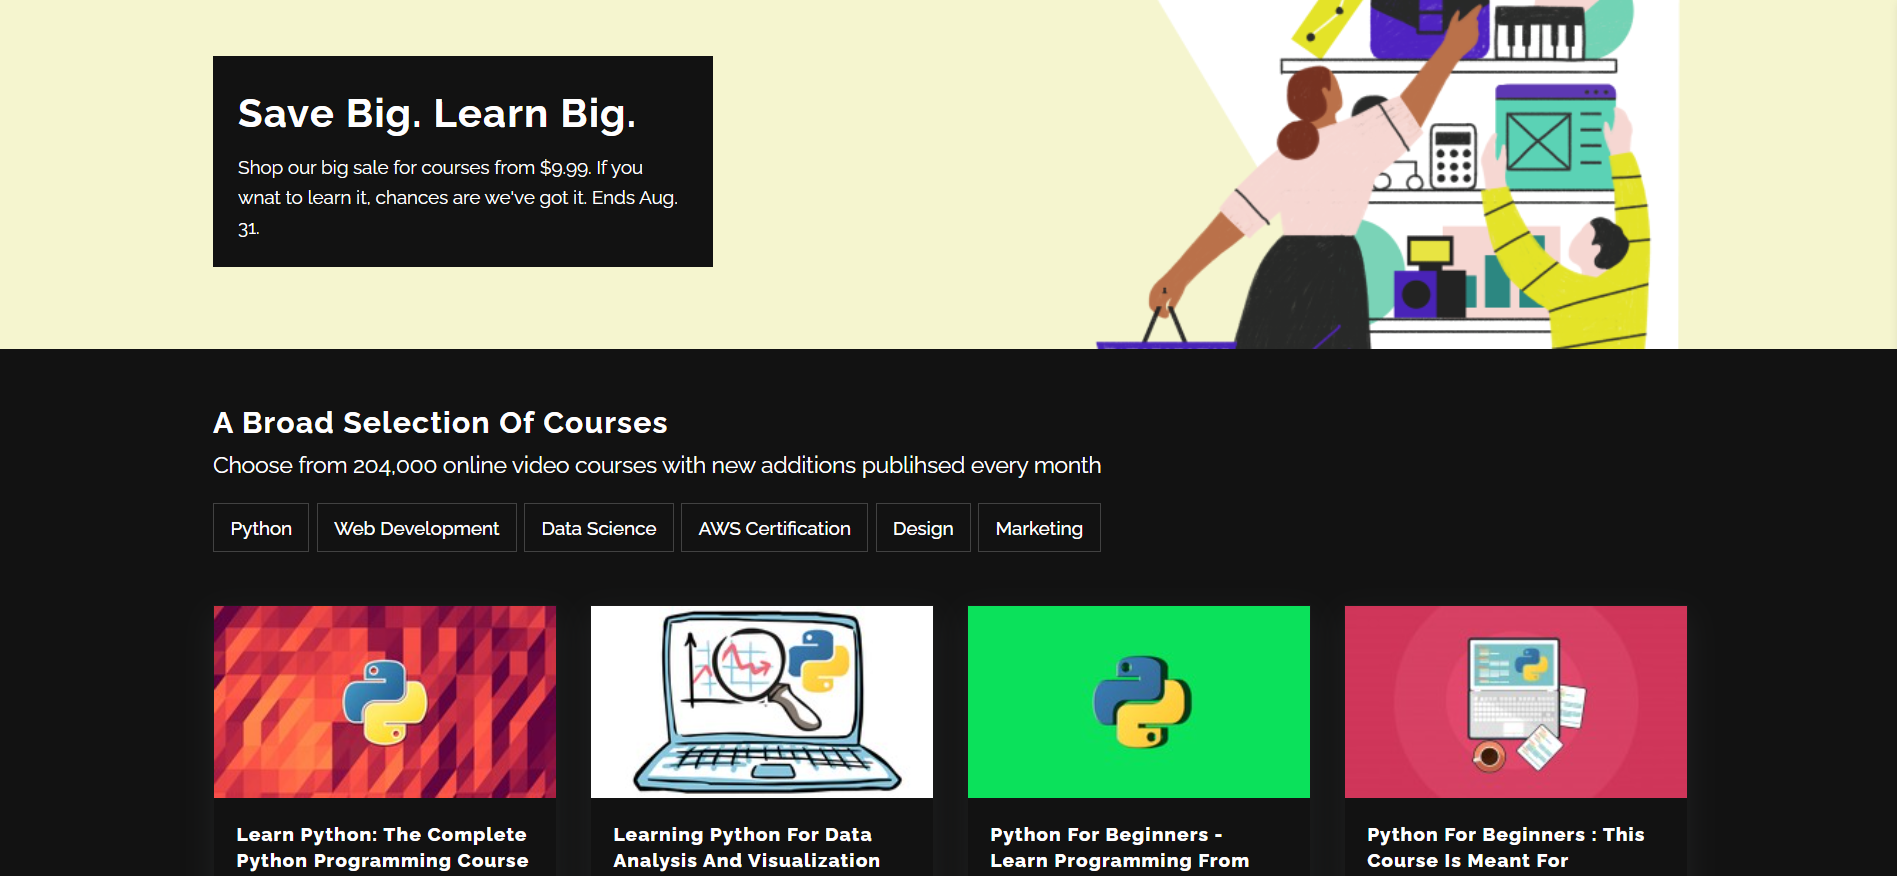 Save Big. Learn Big.
Shop our big sale for courses from $9.99. If you
wnat to learn it, chances are we've got it. Ends Aug.
31.
A Broad Selection Of Courses
Choose from 204,000 online video courses with new additions publihsed every month
Python
Web Development
Data Science
AWS Certification
Design
Marketing
Learn Python: The Complete
Python Programming Course
Learning Python For Data
Analysis And Visualization
Python For Beginners -
Learn Programming From
Python For Beginners : This
Course Is Meant For